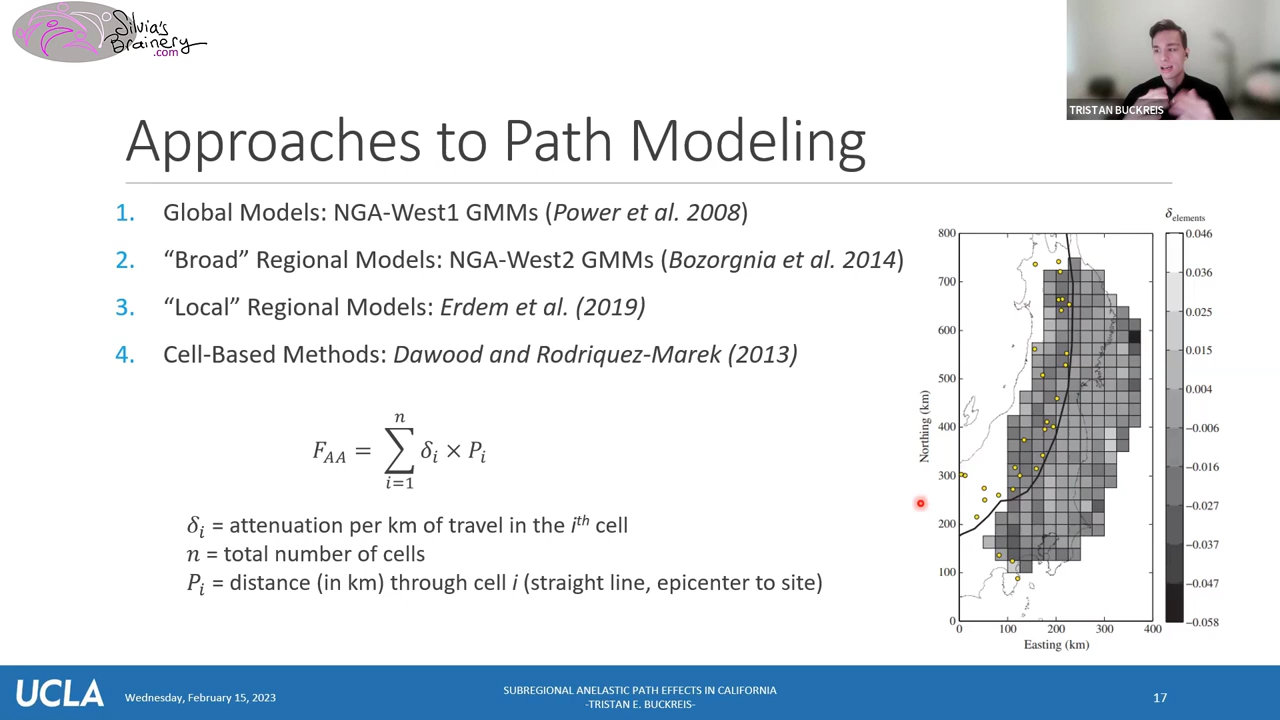 Silvia's
Brainery
.com
TRISTAN BUCKREIS
Approaches to Path Modeling
1. Global Models: NGA-West1 GMMs (Power et al. 2008)
2. “Broad” Regional Models: NGA-West2 GMMs (Bozorgnia et al. 2014)
3. “Local” Regional Models: Erdem et al. (2019)
4. Cell-Based Methods: Dawood and Rodriquez-Marek (2013)
F_AA = ∑_{i=1}^{n} δ_i × P_i
δ_i = attenuation per km of travel in the i^th cell
n = total number of cells
P_i = distance (in km) through cell i (straight line, epicenter to site)
δ_elements
800
700
600
500
400
300
200
100
0
Northing (km)
0 100 200 300 400
Easting (km)
0.046
0.036
0.025
0.015
0.004
−0.006
−0.016
−0.027
−0.037
−0.047
−0.058
UCLA
Wednesday, February 15, 2023
SUBREGIONAL ANELASTIC PATH EFFECTS IN CALIFORNIA
-TRISTAN E. BUCKREIS-
17